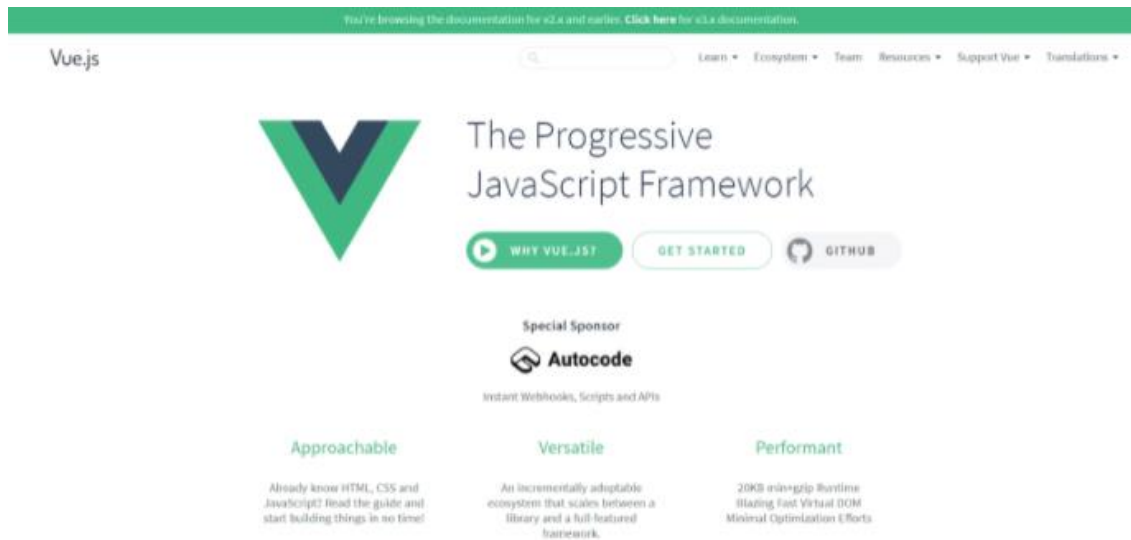 You're browsing the documentation for v2.x and earlier. Click here for v3.x documentation.
Vue.js
Learn
Ecosystem
Team
Resources
Support Vue
Translations
The Progressive
JavaScript Framework
WHY VUE.JS?
GET STARTED
GITHUB
Special Sponsor
Autocode
Instant Webhooks, Scripts and APIs
Approachable
Already know HTML, CSS and
JavaScript? Read the guide and
start building things in no time!
Versatile
An incrementally adoptable
ecosystem that scales between a
library and a full-featured
framework.
Performant
20KB min+gzip Runtime
Blazing Fast Virtual DOM
Minimal Optimization Efforts